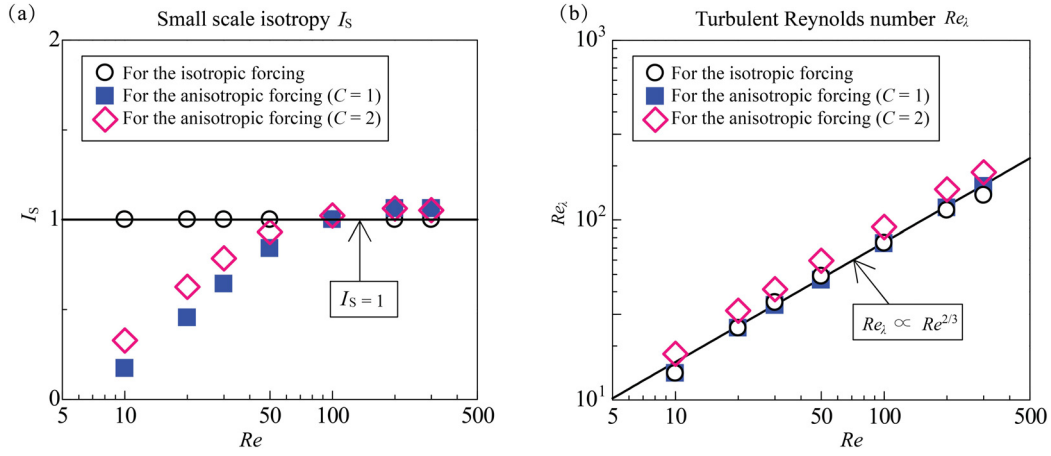 (a) Small scale isotropy IS
2
For the isotropic forcing
For the anisotropic forcing (C = 1)
For the anisotropic forcing (C = 2)
IS
1
IS = 1
0
5 10 50 100 500
Re
(b) Turbulent Reynolds number Reλ
10³
For the isotropic forcing
For the anisotropic forcing (C = 1)
For the anisotropic forcing (C = 2)
Reλ
10²
Reλ ∝ Re2/3
10¹
5 10 50 100 500
Re